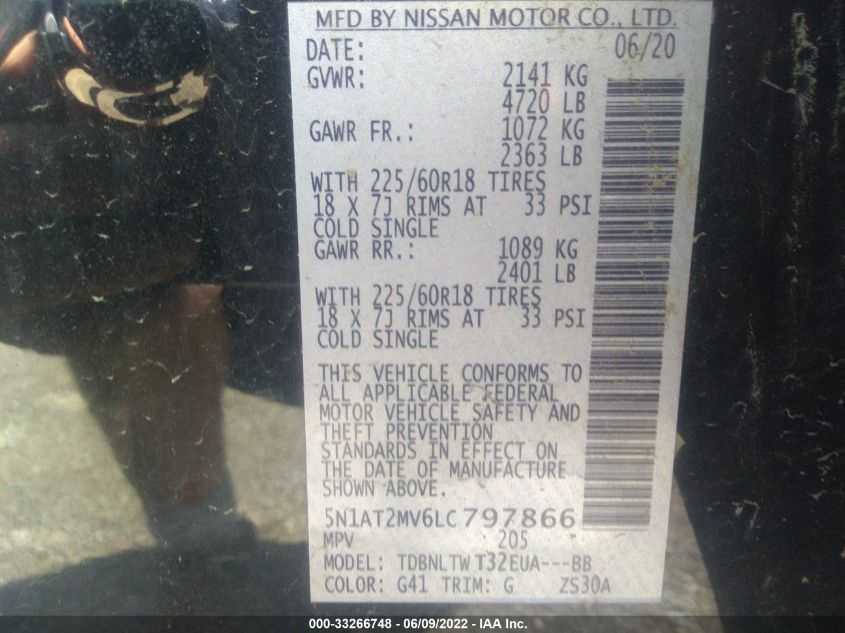 MFD BY NISSAN MOTOR CO., LTD.
DATE: 06/20
GVWR: 2141 KG
4720 LB
GAWR FR.: 1072 KG
2363 LB
WITH 225/60R18 TIRES
18 X 7J RIMS AT 33 PSI
COLD SINGLE
GAWR RR.: 1089 KG
2401 LB
WITH 225/60R18 TIRES
18 X 7J RIMS AT 33 PSI
COLD SINGLE
THIS VEHICLE CONFORMS TO
ALL APPLICABLE FEDERAL
MOTOR VEHICLE SAFETY AND
THEFT PREVENTION
STANDARDS IN EFFECT ON
THE DATE OF MANUFACTURE
SHOWN ABOVE.
5N1AT2MV6LC797866
MPV 205
MODEL: TDBNLTW T32EUA---BB
COLOR: G41 TRIM: G ZS30A
000-33266748 - 06/09/2022 - IAA Inc.